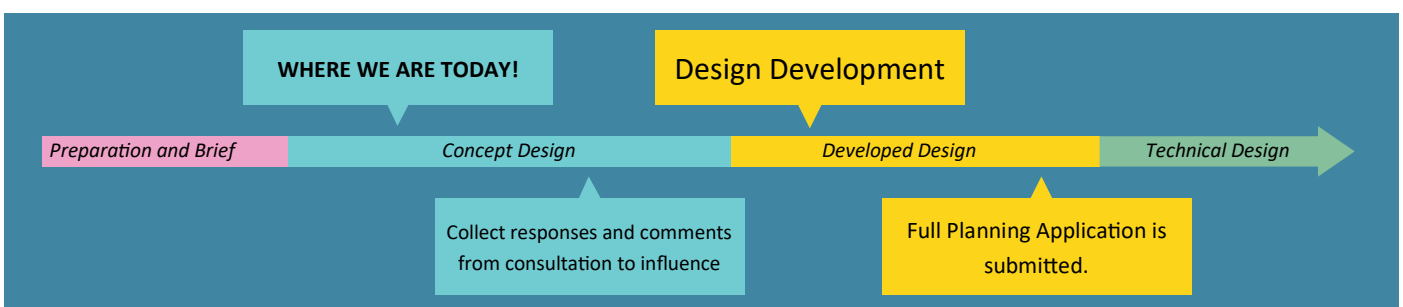 WHERE WE ARE TODAY!
Design Development
Preparation and Brief
Concept Design
Developed Design
Technical Design
Collect responses and comments
from consultation to influence
Full Planning Application is
submitted.